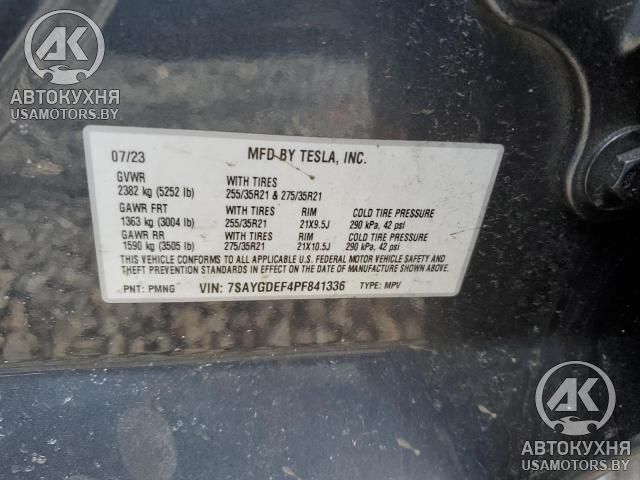 AK
АВТОКУХНЯ
USAMOTORS.BY
07/23 MFD BY TESLA, INC.
GVWR
2382 kg (5252 lb) WITH TIRES
255/35R21 & 275/35R21
GAWR FRT WITH TIRES RIM COLD TIRE PRESSURE
1363 kg (3004 lb) 255/35R21 21X9.5J 290 kPa, 42 psi
GAWR RR WITH TIRES RIM COLD TIRE PRESSURE
1590 kg (3505 lb) 275/35R21 21X10.5J 290 kPa, 42 psi
THIS VEHICLE CONFORMS TO ALL APPLICABLE U.S. FEDERAL MOTOR VEHICLE SAFETY AND
THEFT PREVENTION STANDARDS IN EFFECT ON THE DATE OF MANUFACTURE SHOWN ABOVE.
PNT: PMNG VIN: 7SAYGDEF4PF841336 TYPE: MPV
AK
АВТОКУХНЯ
USAMOTORS.BY